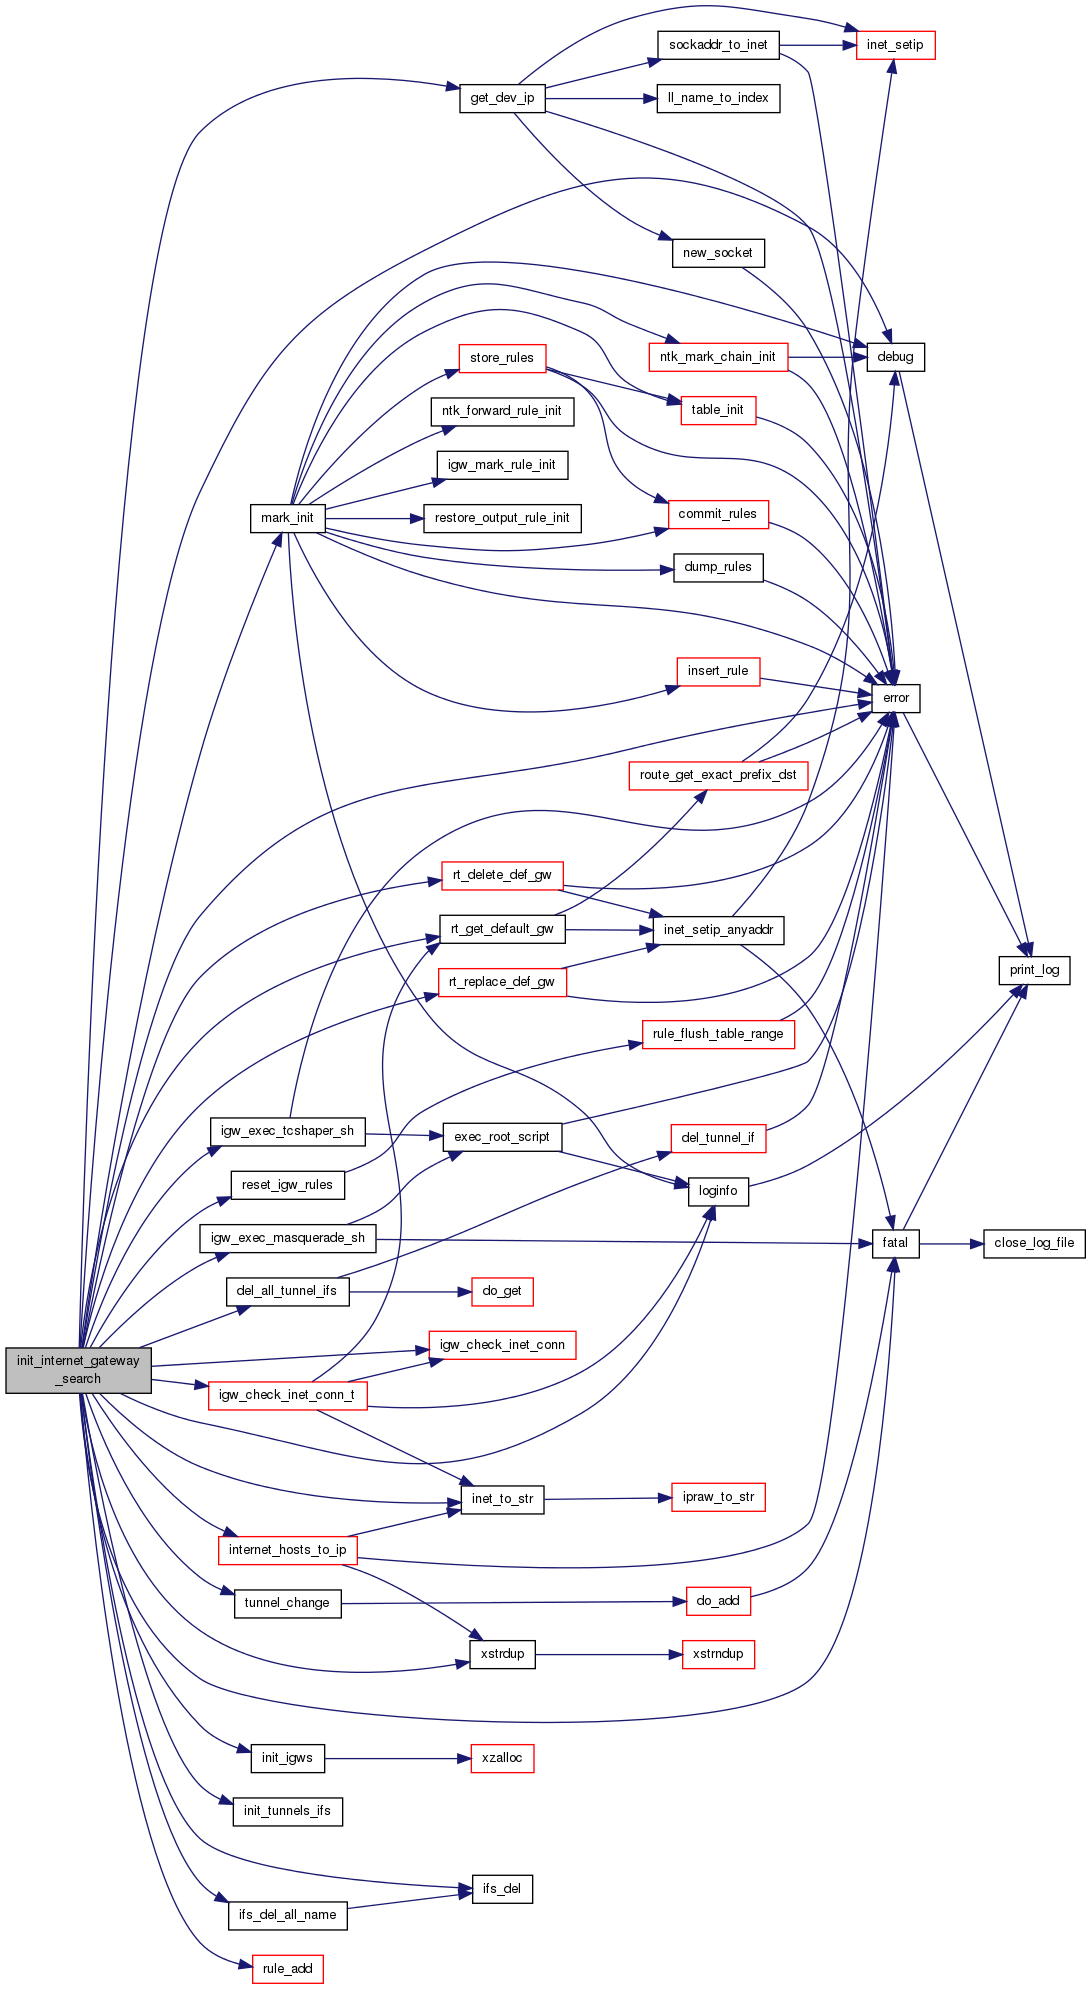 sockaddr_to_inet
inet_setip
get_dev_ip
ll_name_to_index
new_socket
store_rules
ntk_mark_chain_init
debug
ntk_forward_rule_init
table_init
igw_mark_rule_init
mark_init
restore_output_rule_init
commit_rules
dump_rules
insert_rule
error
route_get_exact_prefix_dst
rt_delete_def_gw
rt_get_default_gw
inet_setip_anyaddr
rt_replace_def_gw
print_log
rule_flush_table_range
igw_exec_tcshaper_sh
exec_root_script
del_tunnel_if
reset_igw_rules
loginfo
igw_exec_masquerade_sh
fatal
close_log_file
del_all_tunnel_ifs
do_get
igw_check_inet_conn
init_internet_gateway
_search
igw_check_inet_conn_t
inet_to_str
ipraw_to_str
internet_hosts_to_ip
tunnel_change
do_add
xstrdup
xstrndup
init_igws
xzalloc
init_tunnels_ifs
ifs_del
ifs_del_all_name
rule_add